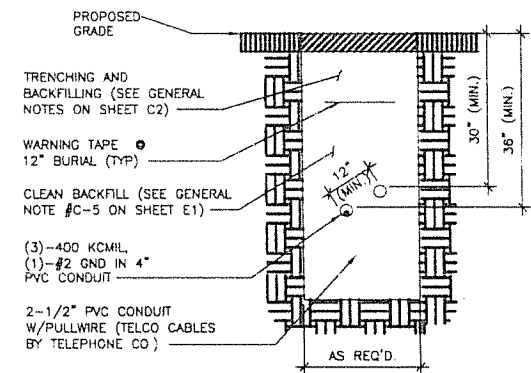 PROPOSED
GRADE
TRENCHING AND
BACKFILLING (SEE GENERAL
NOTES ON SHEET C2)
WARNING TAPE @
12" BURIAL (TYP)
CLEAN BACKFILL (SEE GENERAL
NOTE #C-5 ON SHEET E1)
(3)-400 KCMIL,
(1)-#2 GND IN 4"
PVC CONDUIT
2-1/2" PVC CONDUIT
W/PULLWIRE (TELCO CABLES
BY TELEPHONE CO)
12"
(MIN.)
30" (MIN.)
36" (MIN.)
AS REQ'D.